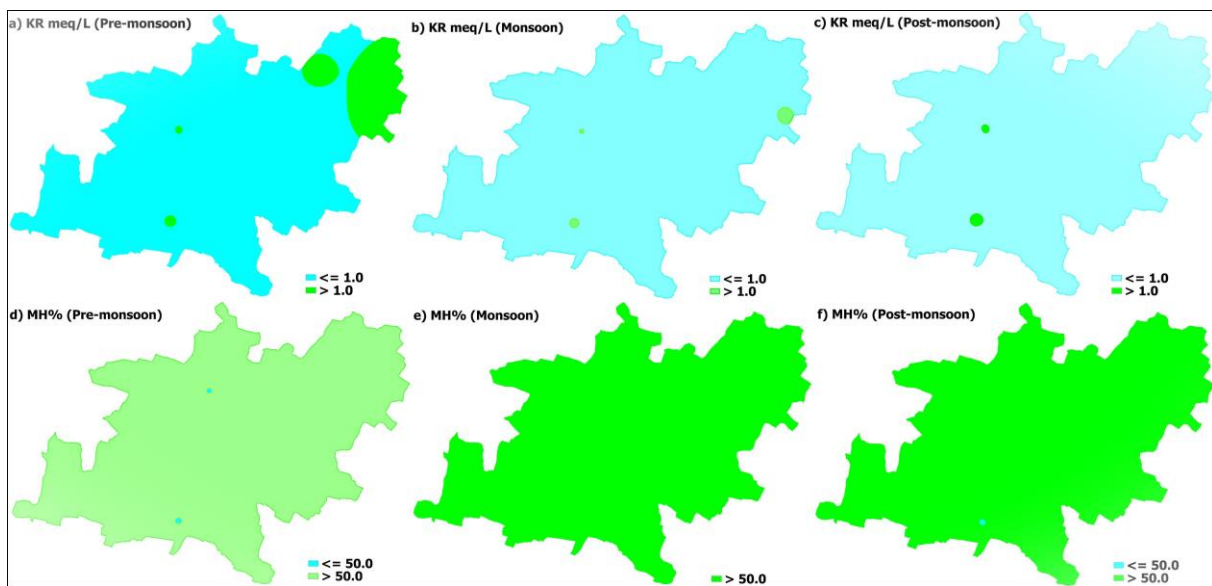 a) KR meq/L (Pre-monsoon)
b) KR meq/L (Monsoon)
c) KR meq/L (Post-monsoon)
<= 1.0
> 1.0
<= 1.0
> 1.0
<= 1.0
> 1.0
d) MH% (Pre-monsoon)
e) MH% (Monsoon)
f) MH% (Post-monsoon)
<= 50.0
> 50.0
> 50.0
<= 50.0
> 50.0